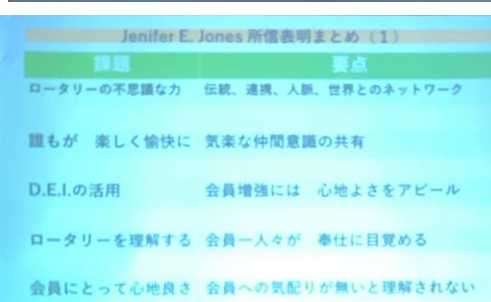 Jenifer E. Jones 所信表明まとめ（1）
課題 要点
ロータリーの不思議な力 伝統、連携、人脈、世界とのネットワーク
誰もが 楽しく愉快に 気楽な仲間意識の共有
D.E.I.の活用 会員増強には 心地よさをアピール
ロータリーを理解する 会員一人々が 奉仕に目覚める
会員にとって心地良さ 会員への気配りが無いと理解されない